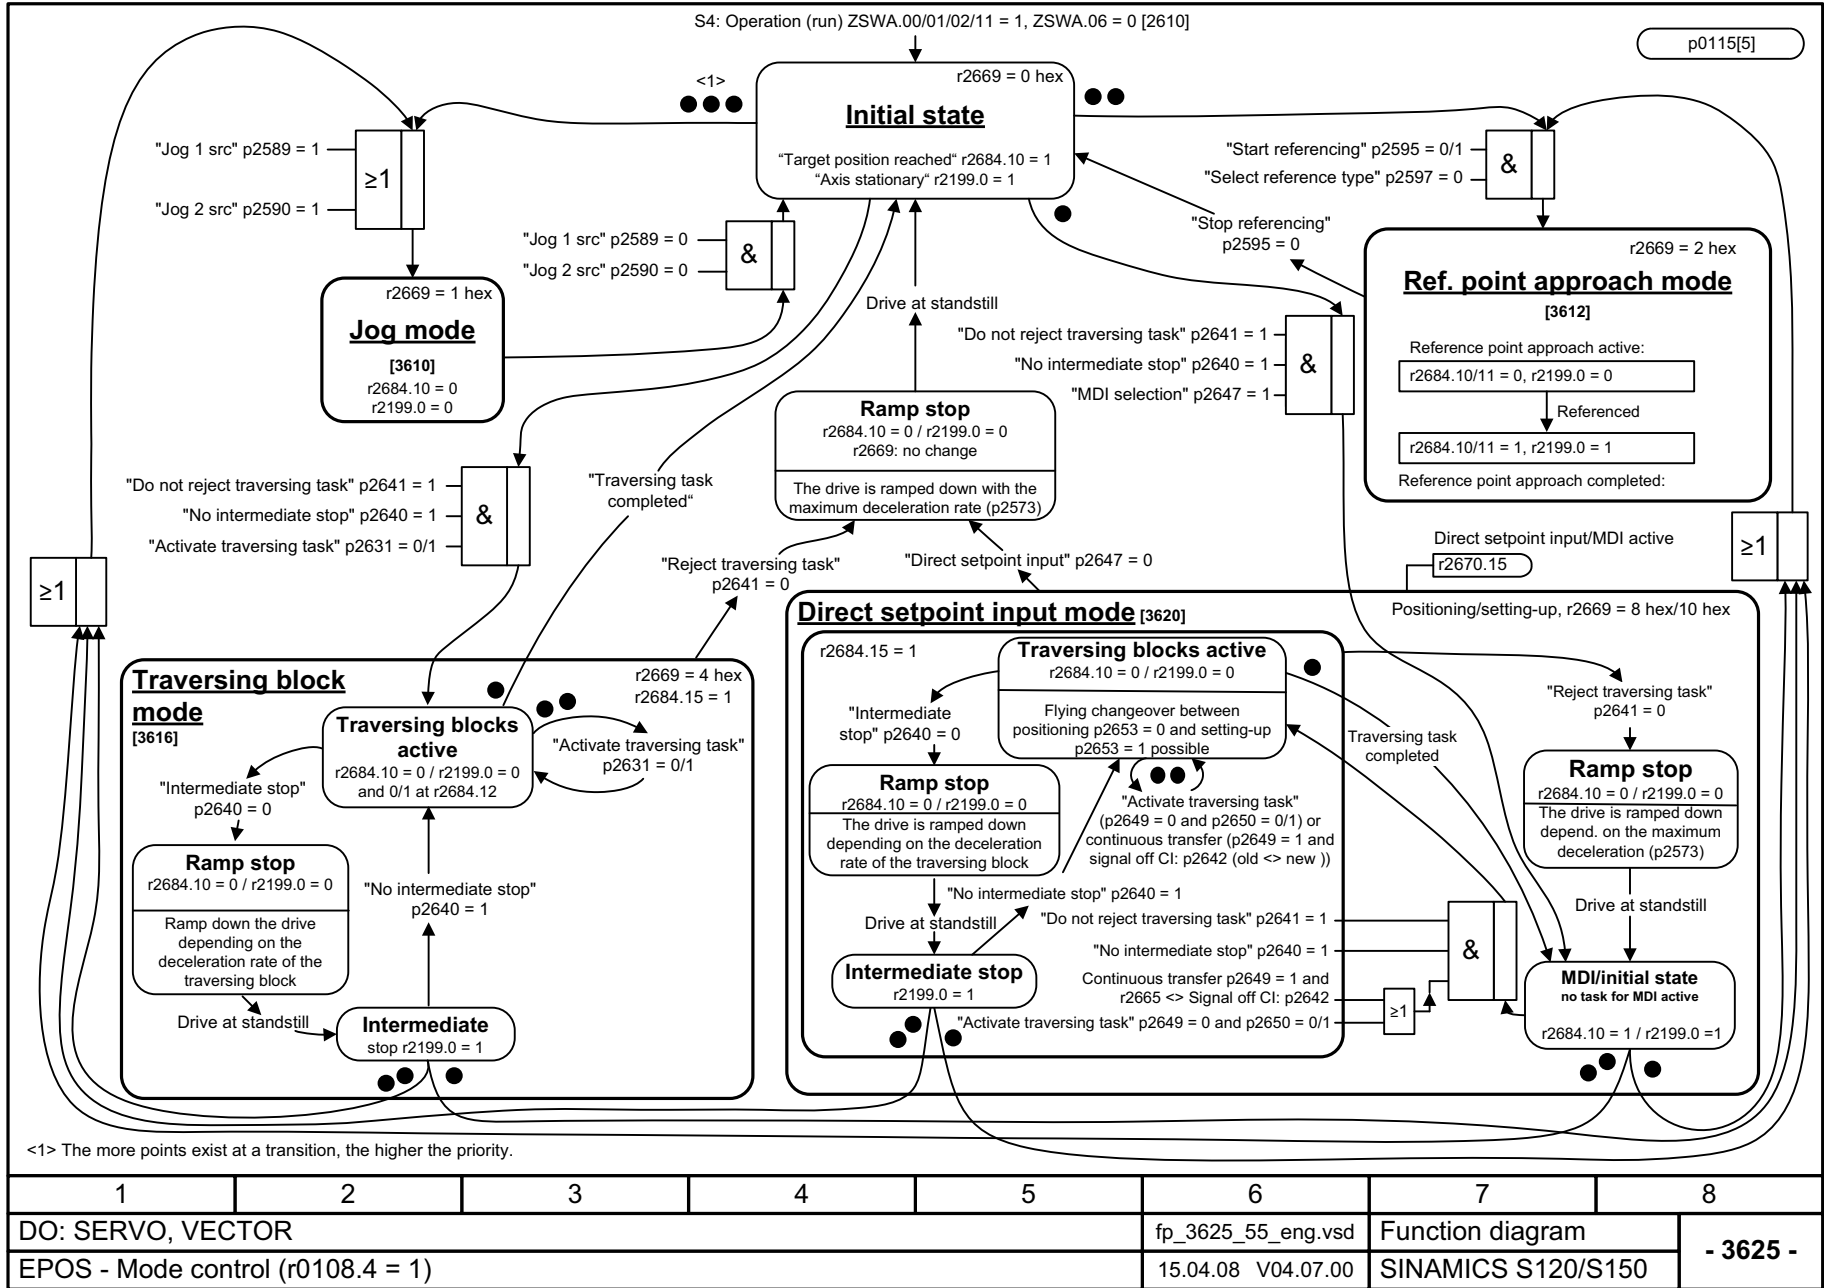 S4: Operation (run) ZSWA.00/01/02/11 = 1, ZSWA.06 = 0 [2610]
p0115[5]
<1>
r2669 = 0 hex
Initial state
“Target position reached“ r2684.10 = 1
“Axis stationary“ r2199.0 = 1
"Jog 1 src" p2589 = 1
≥1
"Jog 2 src" p2590 = 1
"Start referencing" p2595 = 0/1
&
"Select reference type" p2597 = 0
"Jog 1 src" p2589 = 0
&
"Jog 2 src" p2590 = 0
"Stop referencing"
p2595 = 0
r2669 = 1 hex
Jog mode
[3610]
r2684.10 = 0
r2199.0 = 0
r2669 = 2 hex
Ref. point approach mode
[3612]
Reference point approach active:
r2684.10/11 = 0, r2199.0 = 0
Referenced
r2684.10/11 = 1, r2199.0 = 1
Reference point approach completed:
Drive at standstill
"Do not reject traversing task" p2641 = 1
"No intermediate stop" p2640 = 1
&
"MDI selection" p2647 = 1
Ramp stop
r2684.10 = 0 / r2199.0 = 0
r2669: no change
The drive is ramped down with the
maximum deceleration rate (p2573)
"Do not reject traversing task" p2641 = 1
"No intermediate stop" p2640 = 1
&
"Activate traversing task" p2631 = 0/1
"Traversing task
completed“
≥1
"Reject traversing task"
p2641 = 0
"Direct setpoint input" p2647 = 0
Direct setpoint input/MDI active
r2670.15
≥1
Traversing block
mode
[3616]
r2669 = 4 hex
r2684.15 = 1
Traversing blocks
active
r2684.10 = 0 / r2199.0 = 0
and 0/1 at r2684.12
"Activate traversing task"
p2631 = 0/1
"Intermediate stop"
p2640 = 0
Ramp stop
r2684.10 = 0 / r2199.0 = 0
Ramp down the drive
depending on the
deceleration rate of the
traversing block
"No intermediate stop"
p2640 = 1
Drive at standstill
Intermediate
stop r2199.0 = 1
Direct setpoint input mode [3620]
Positioning/setting-up, r2669 = 8 hex/10 hex
r2684.15 = 1
Traversing blocks active
r2684.10 = 0 / r2199.0 = 0
Flying changeover between
positioning p2653 = 0 and setting-up
p2653 = 1 possible
"Intermediate
stop" p2640 = 0
Ramp stop
r2684.10 = 0 / r2199.0 = 0
The drive is ramped down
depending on the deceleration
rate of the traversing block
"Activate traversing task"
(p2649 = 0 and p2650 = 0/1) or
continuous transfer (p2649 = 1 and
signal off CI: p2642 (old <> new ))
Traversing task
completed
"Reject traversing task"
p2641 = 0
Ramp stop
r2684.10 = 0 / r2199.0 = 0
The drive is ramped down
depend. on the maximum
deceleration (p2573)
Drive at standstill
"No intermediate stop" p2640 = 1
Drive at standstill
Intermediate stop
r2199.0 = 1
"Do not reject traversing task" p2641 = 1
"No intermediate stop" p2640 = 1
&
Continuous transfer p2649 = 1 and
r2665 <> Signal off CI: p2642
≥1
"Activate traversing task" p2649 = 0 and p2650 = 0/1
MDI/initial state
no task for MDI active
r2684.10 = 1 / r2199.0 =1
<1> The more points exist at a transition, the higher the priority.
1 2 3 4 5 6 7 8
DO: SERVO, VECTOR
fp_3625_55_eng.vsd
Function diagram
- 3625 -
EPOS - Mode control (r0108.4 = 1)
15.04.08 V04.07.00
SINAMICS S120/S150